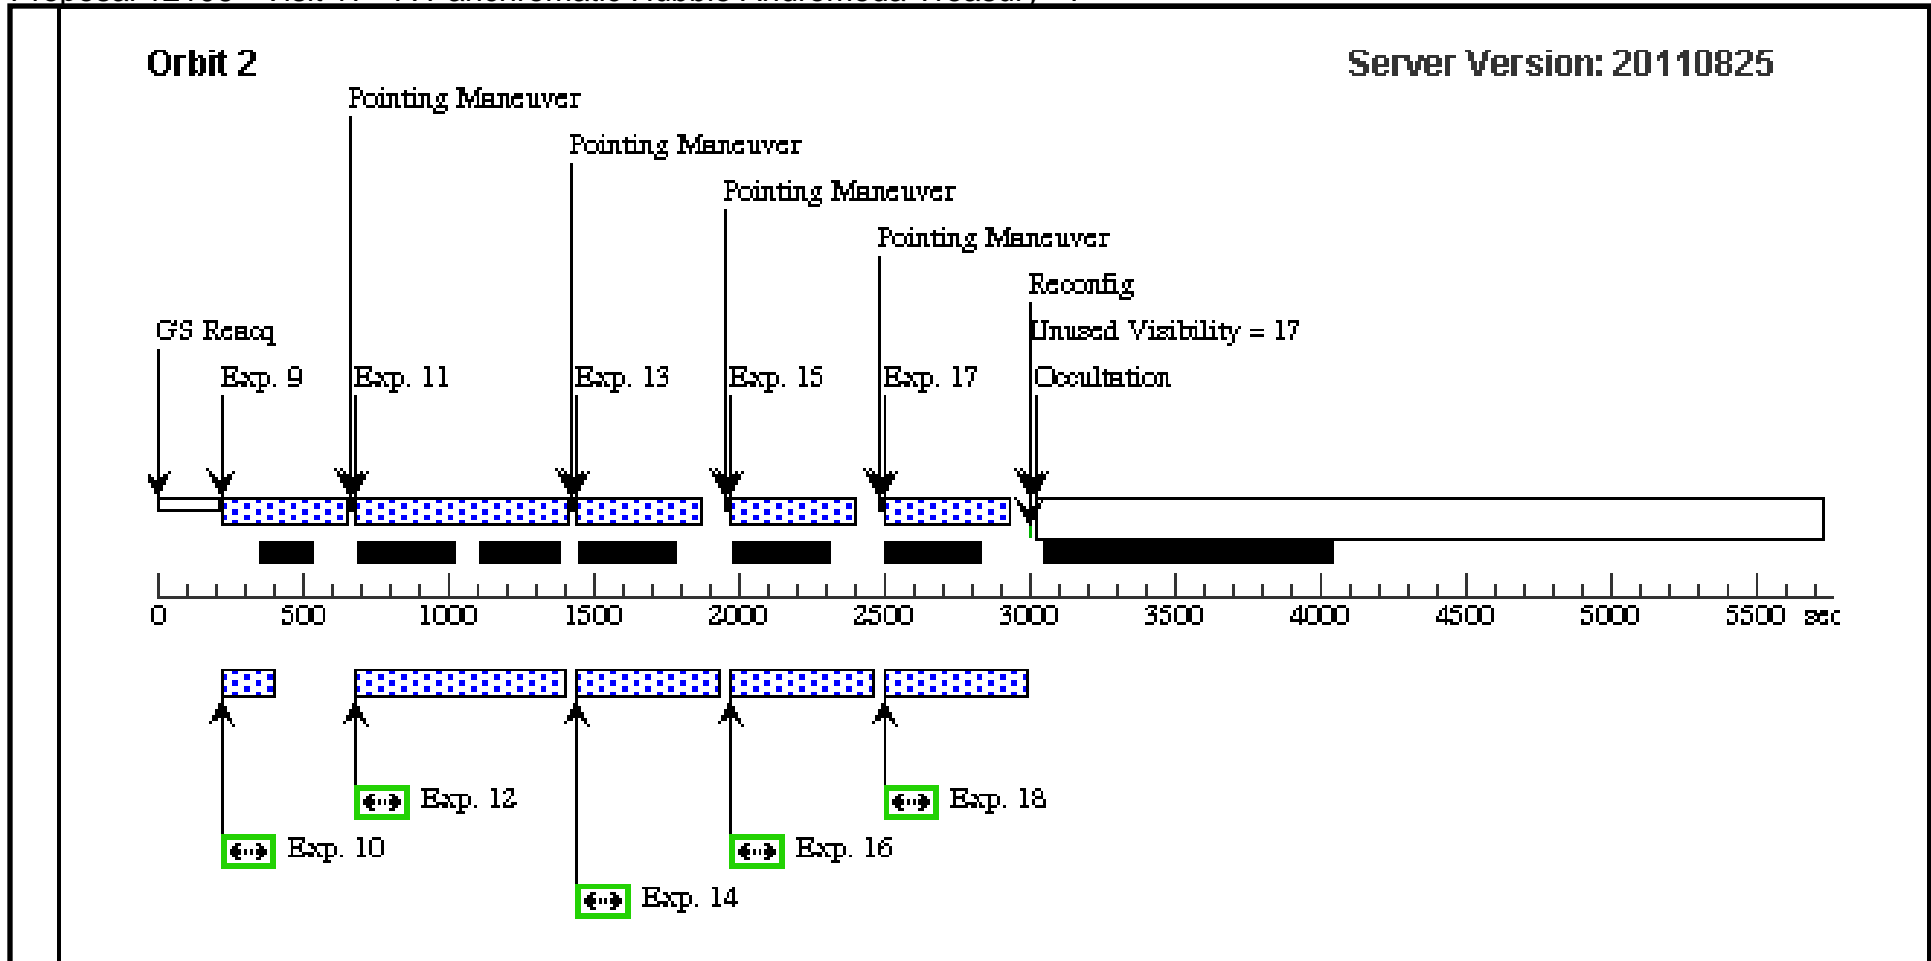 Orbit 2
Server Version: 20110825
Pointing Maneuver
Pointing Maneuver
Pointing Maneuver
Pointing Maneuver
Reconfig
GS Reacq
Unused Visibility = 17
Exp. 9
Exp. 11
Exp. 13
Exp. 15
Exp. 17
Occultation
0 500 1000 1500 2000 2500 3000 3500 4000 4500 5000 5500 sec
Exp. 12
Exp. 18
Exp. 10
Exp. 16
Exp. 14